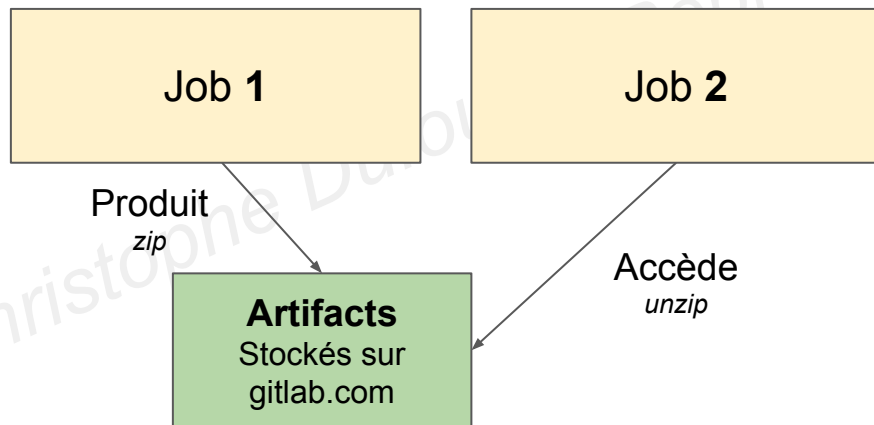 Job 1
Job 2
Produit
zip
Accède
unzip
Artifacts
Stockés sur
gitlab.com